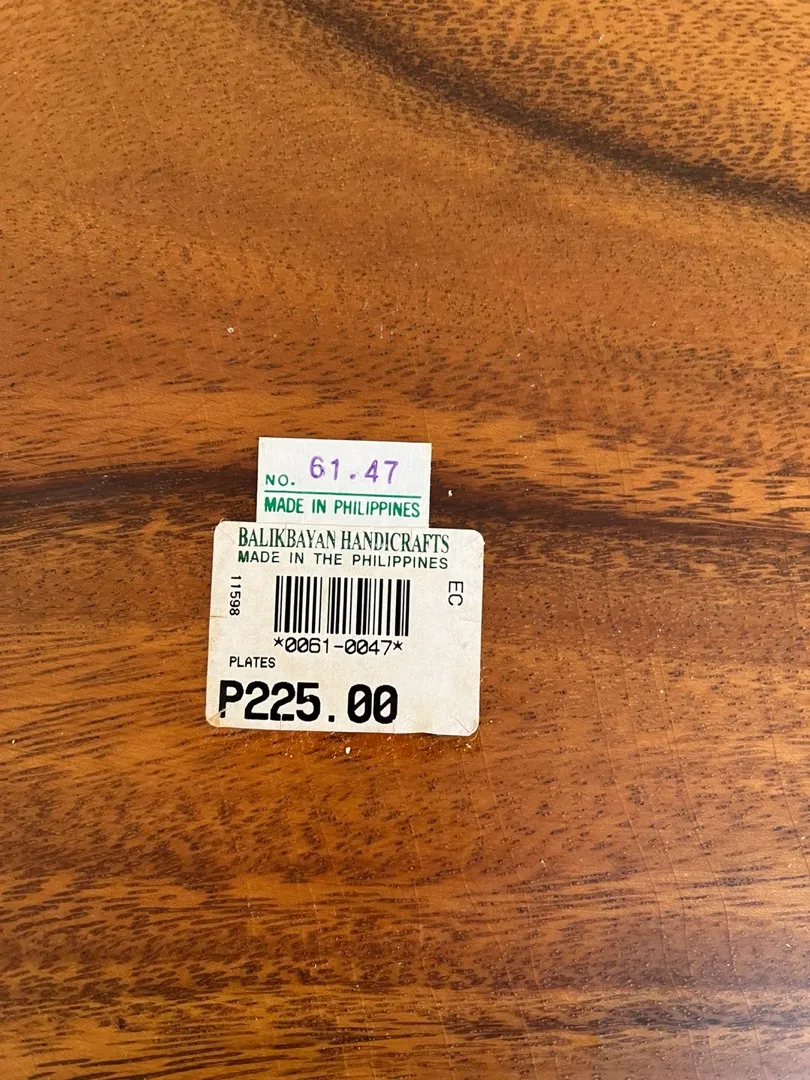 NO. 61.47
MADE IN PHILIPPINES
BALIKBAYAN HANDICRAFTS
MADE IN THE PHILIPPINES
11598
EC
*0061-0047*
PLATES
P225.00